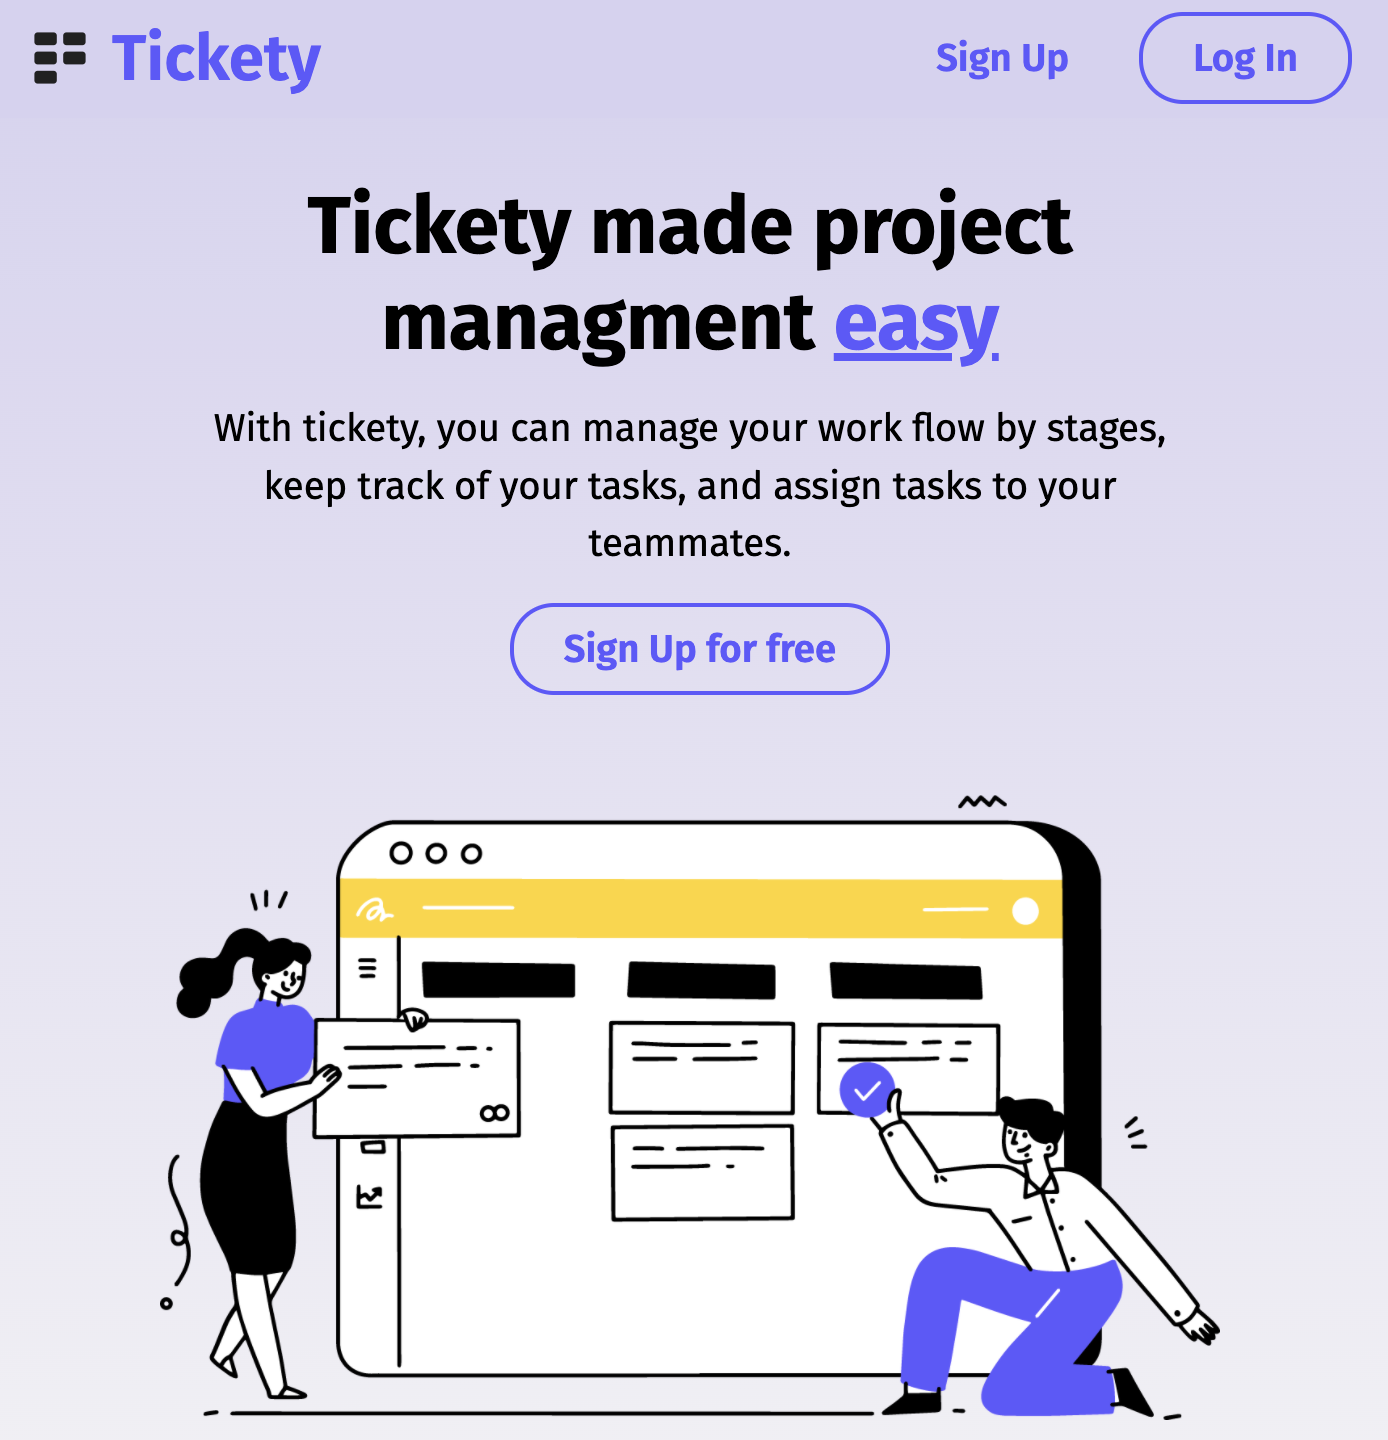 Tickety
Sign Up
Log In
Tickety made project
managment easy
With tickety, you can manage your work flow by stages,
keep track of your tasks, and assign tasks to your
teammates.
Sign Up for free